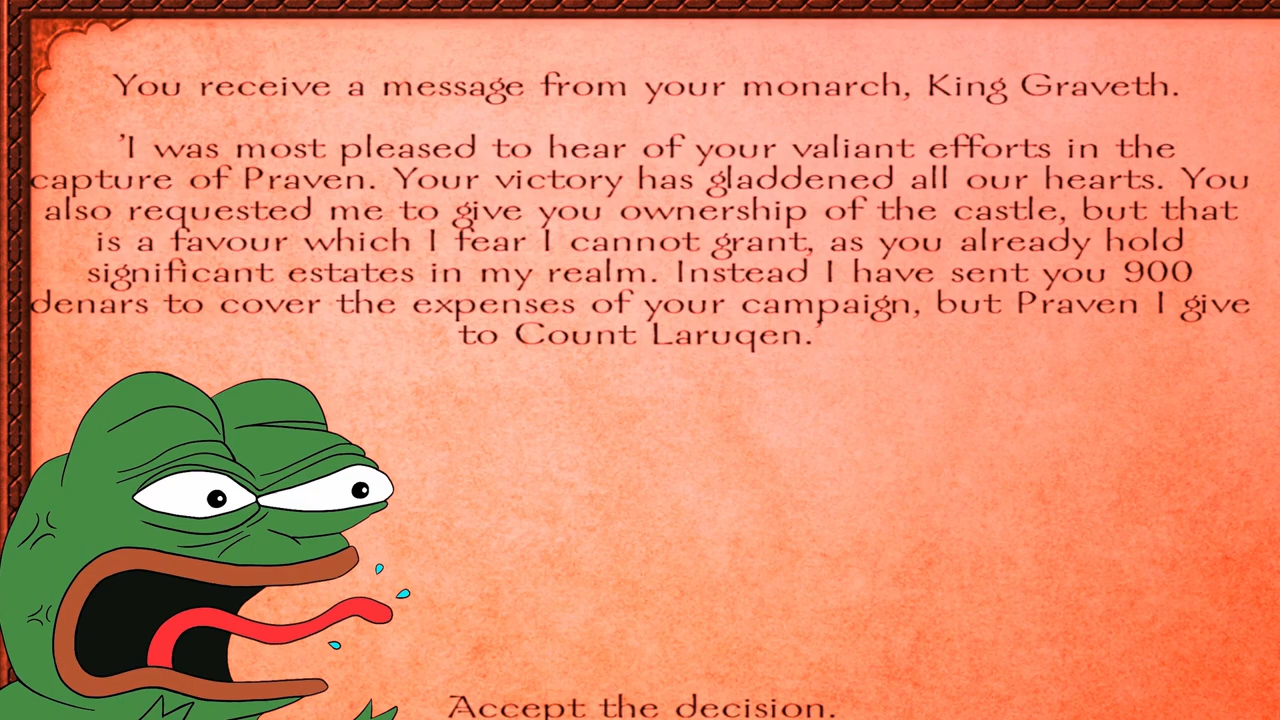 You receive a message from your monarch, King Graveth.
'I was most pleased to hear of your valiant efforts in the
capture of Praven. Your victory has gladdened all our hearts. You
also requested me to give you ownership of the castle, but that
is a favour which I fear I cannot grant, as you already hold
significant estates in my realm. Instead I have sent you 900
denars to cover the expenses of your campaign, but Praven I give
to Count Laruqen.'
Accept the decision.